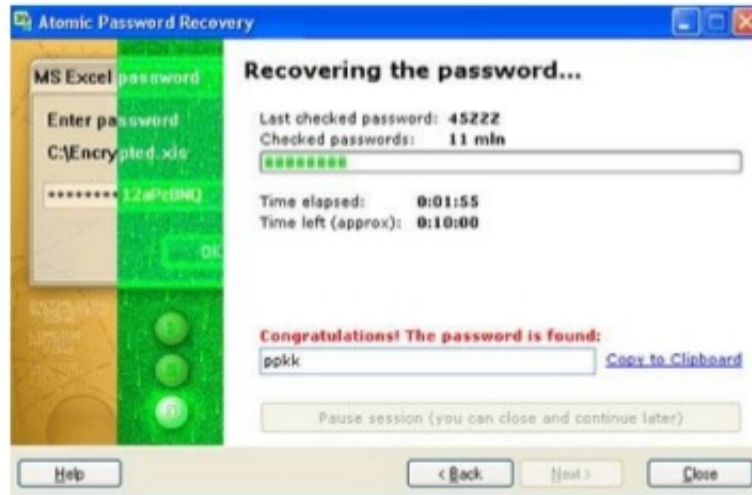 Atomic Password Recovery
MS Excel password
Enter password
C:\Encrypted.xls
******** 12aPzBNQ
OK
Recovering the password...
Last checked password: 45ZZZ
Checked passwords: 11 mln
Time elapsed: 0:01:55
Time left (approx): 0:10:00
Congratulations! The password is found:
ppkk Copy to Clipboard
Pause session (you can close and continue later)
Help < Back Next > Close